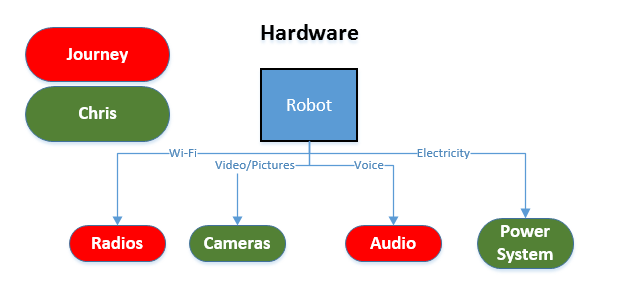 Hardware
Journey
Chris
Robot
Wi-Fi
Electricity
Video/Pictures
Voice
Radios
Cameras
Audio
Power
System